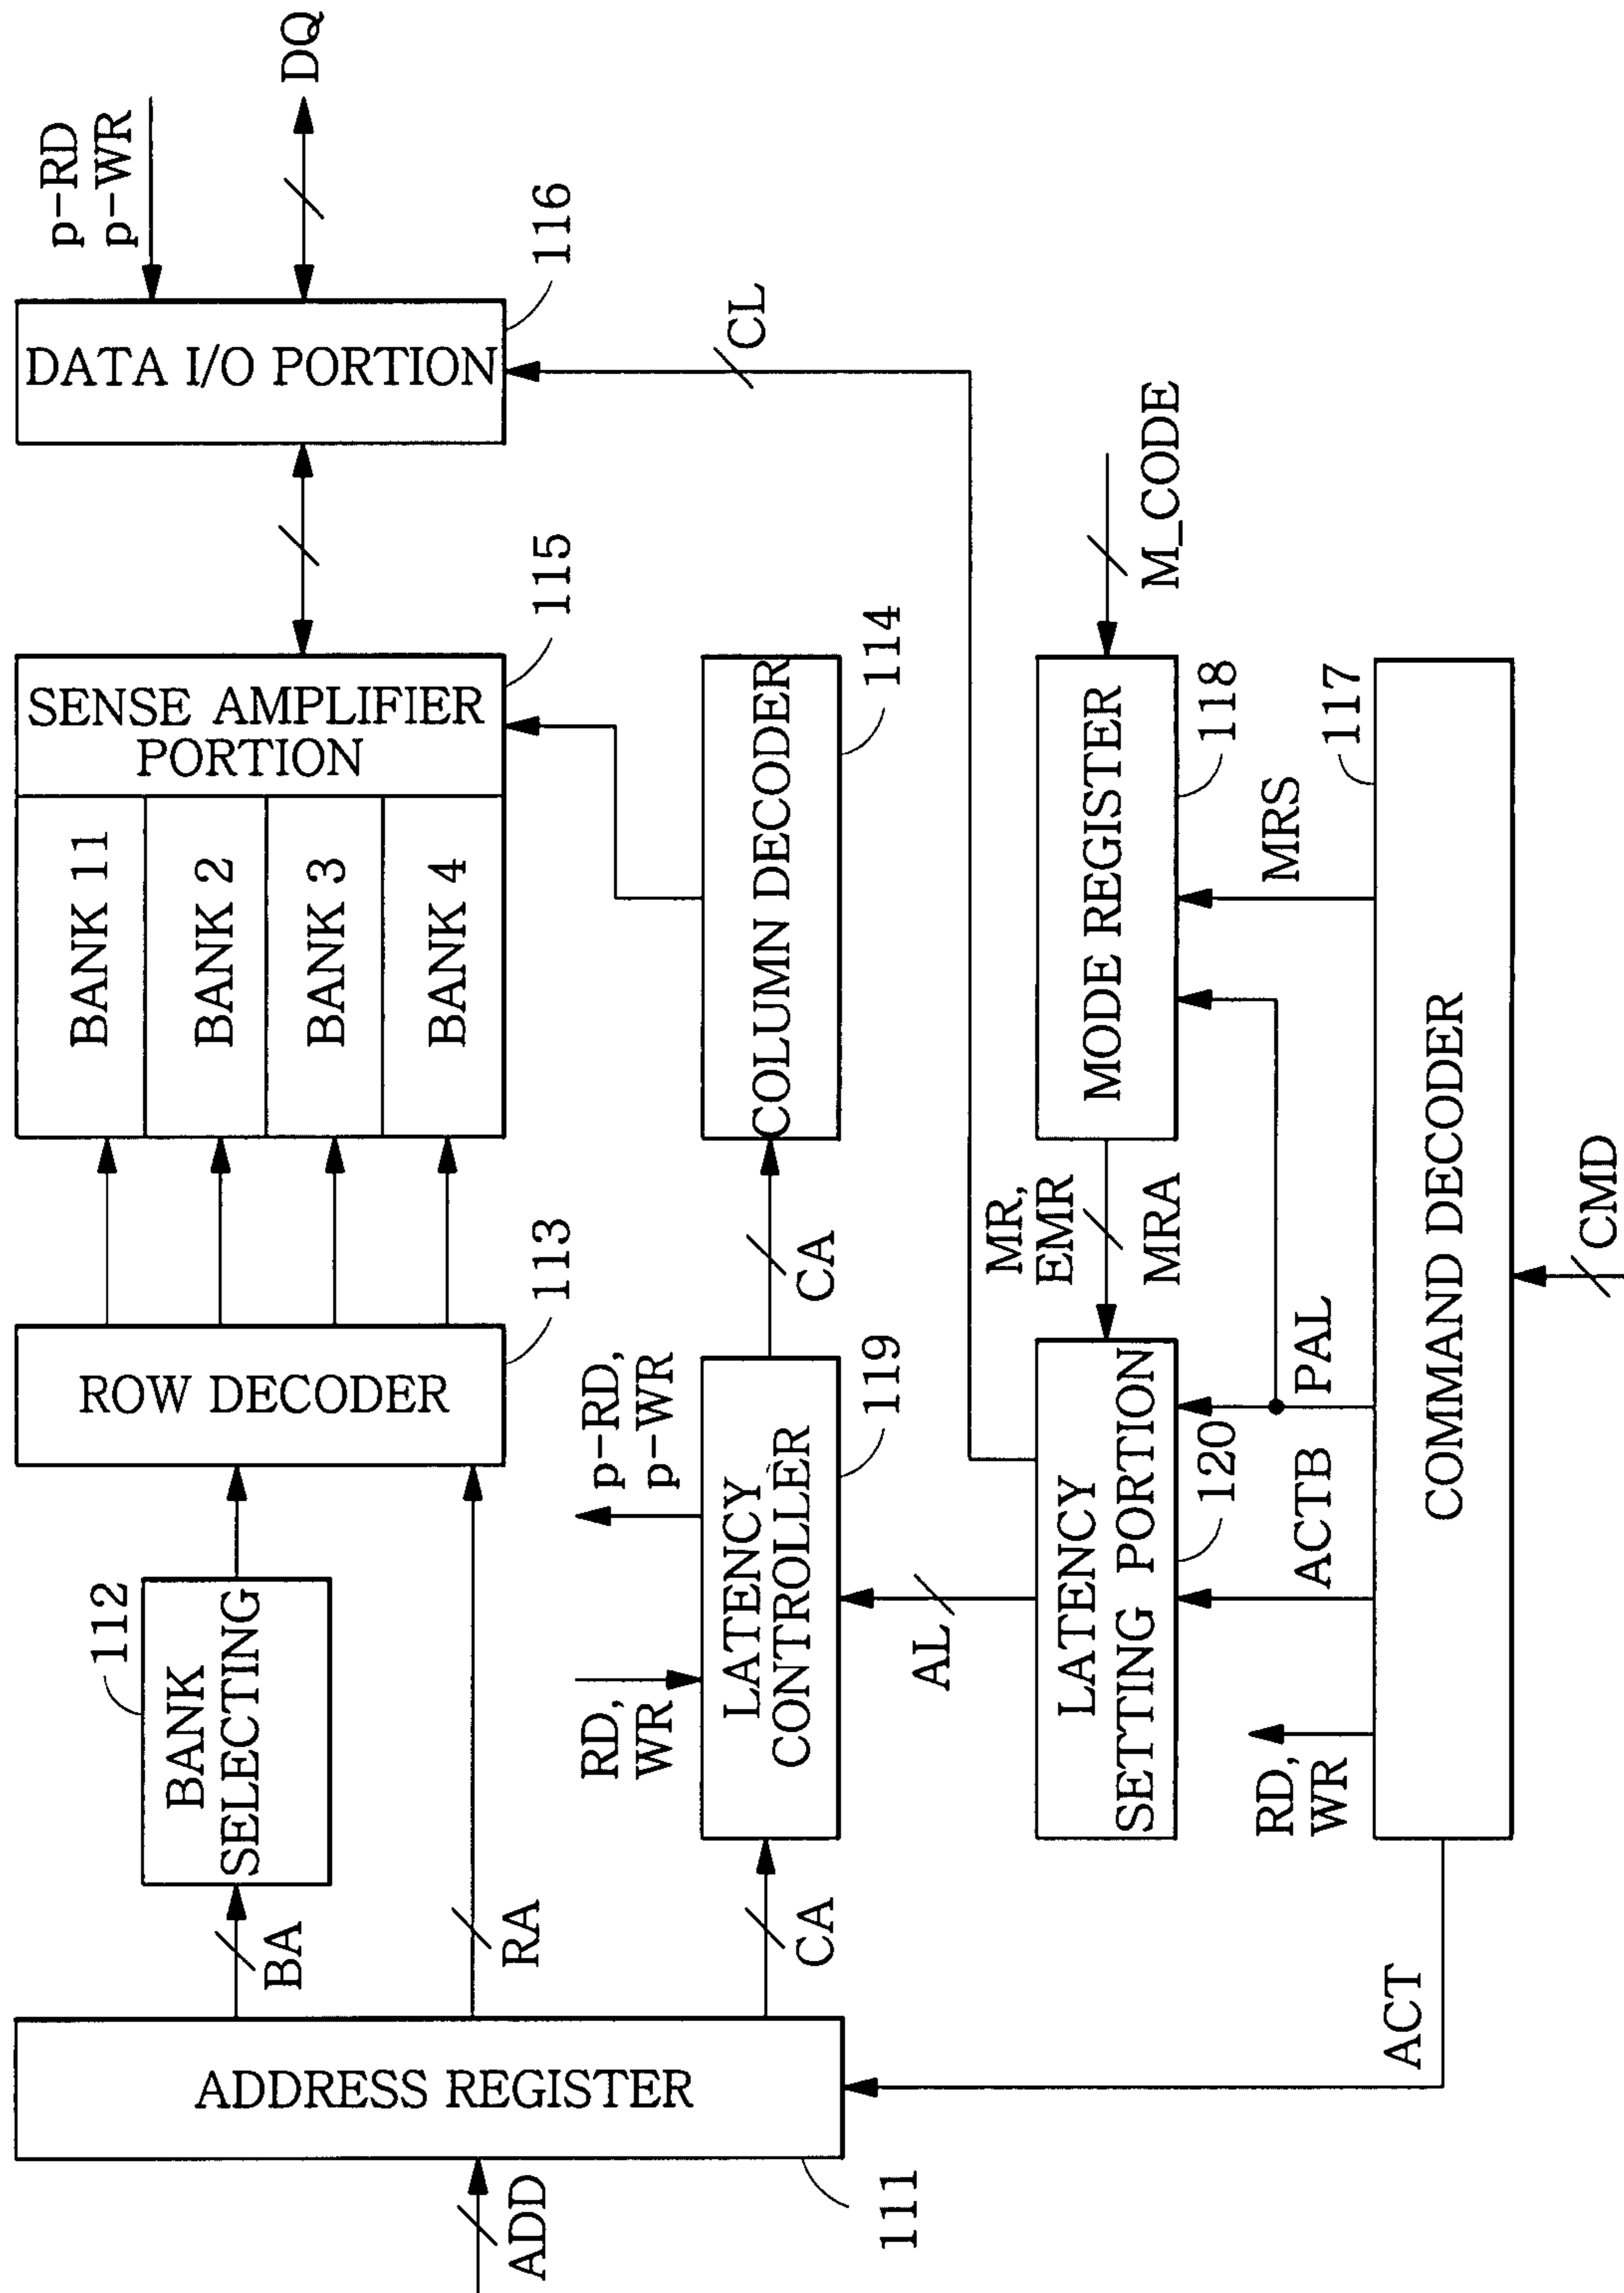 ADD
111
ADDRESS REGISTER
BA
RA
CA
ACT
112
BANK
SELECTING
ROW DECODER
113
BANK 11
BANK 2
BANK 3
BANK 4
SENSE AMPLIFIER
PORTION
115
DATA I/O PORTION
116
p-RD
p-WR
DQ
RD,
WR
p-RD,
p-WR
LATENCY
CONTROLLER
119
CA
COLUMN DECODER
114
CL
AL
LATENCY
SETTING PORTION
120
MR,
EMR
MRA
MODE REGISTER
118
M_CODE
RD,
WR
ACTB
PAL
MRS
117
COMMAND DECODER
CMD